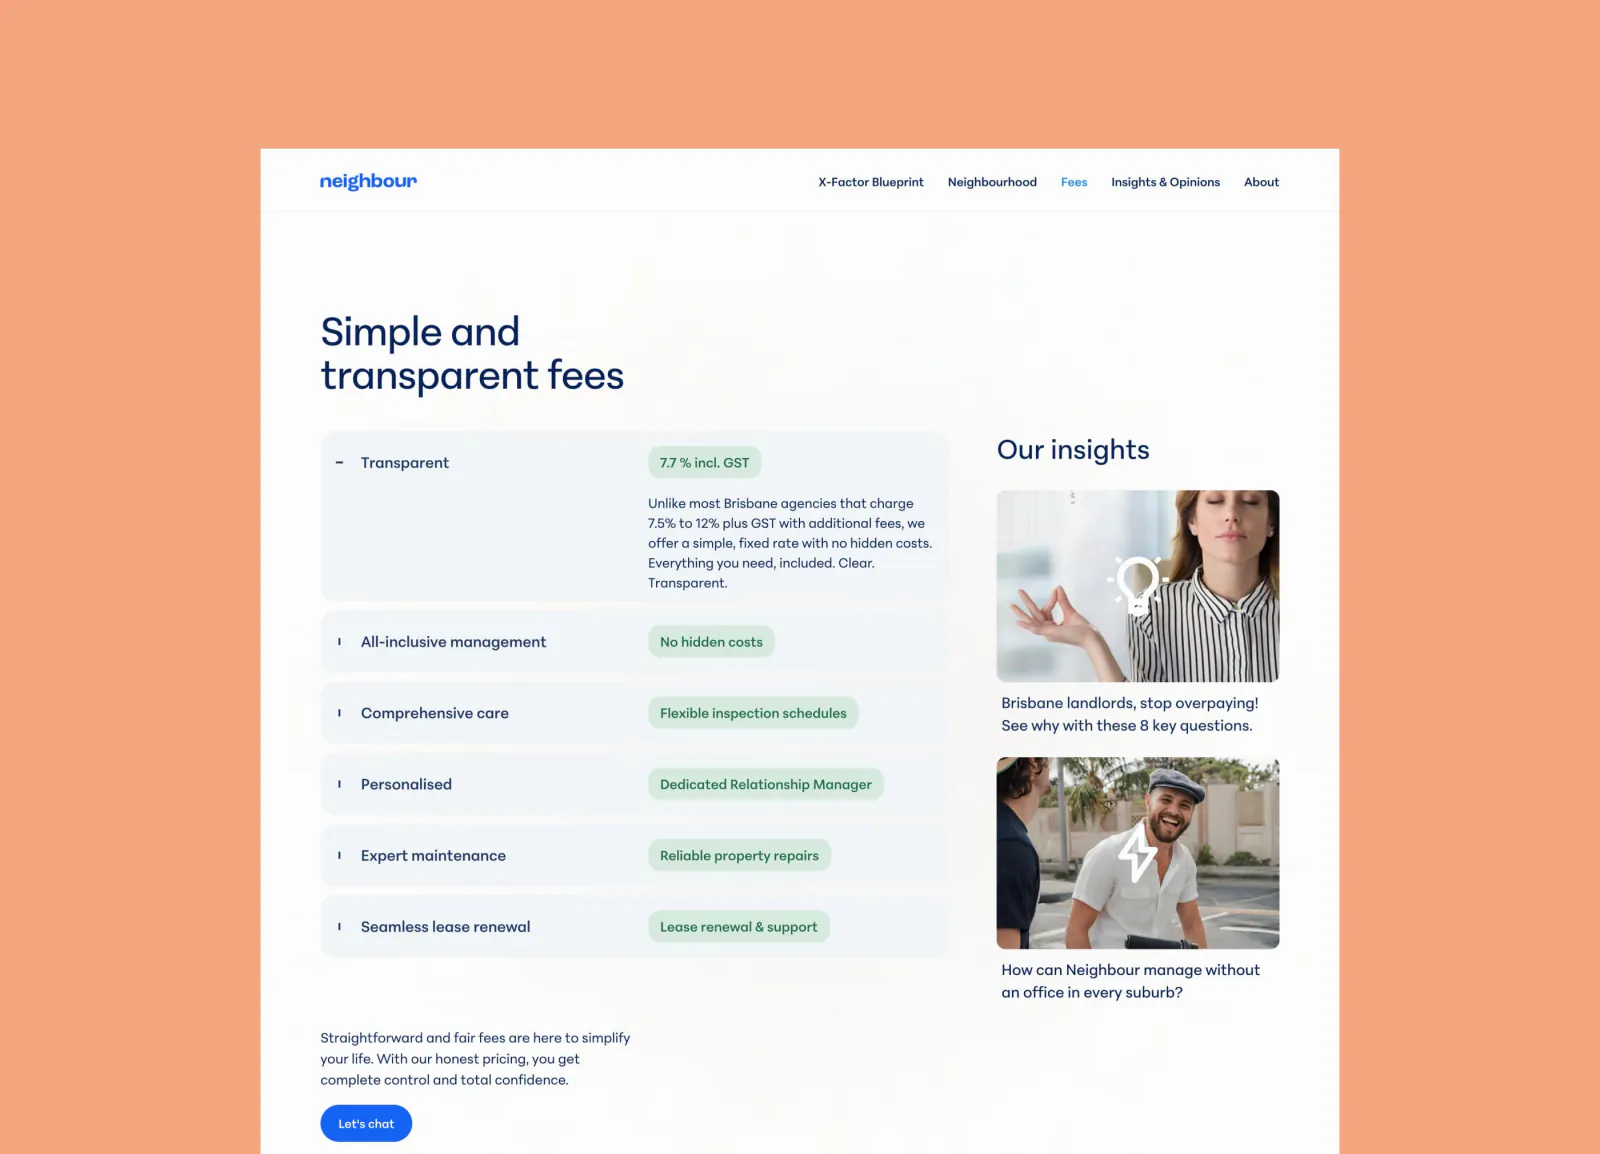 neighbour
X-Factor Blueprint
Neighbourhood
Fees
Insights & Opinions
About
Simple and
transparent fees
Transparent
7.7 % incl. GST
Unlike most Brisbane agencies that charge
7.5% to 12% plus GST with additional fees, we
offer a simple, fixed rate with no hidden costs.
Everything you need, included. Clear.
Transparent.
All-inclusive management
No hidden costs
Comprehensive care
Flexible inspection schedules
Personalised
Dedicated Relationship Manager
Expert maintenance
Reliable property repairs
Seamless lease renewal
Lease renewal & support
Our insights
Brisbane landlords, stop overpaying!
See why with these 8 key questions.
How can Neighbour manage without
an office in every suburb?
Straightforward and fair fees are here to simplify
your life. With our honest pricing, you get
complete control and total confidence.
Let's chat